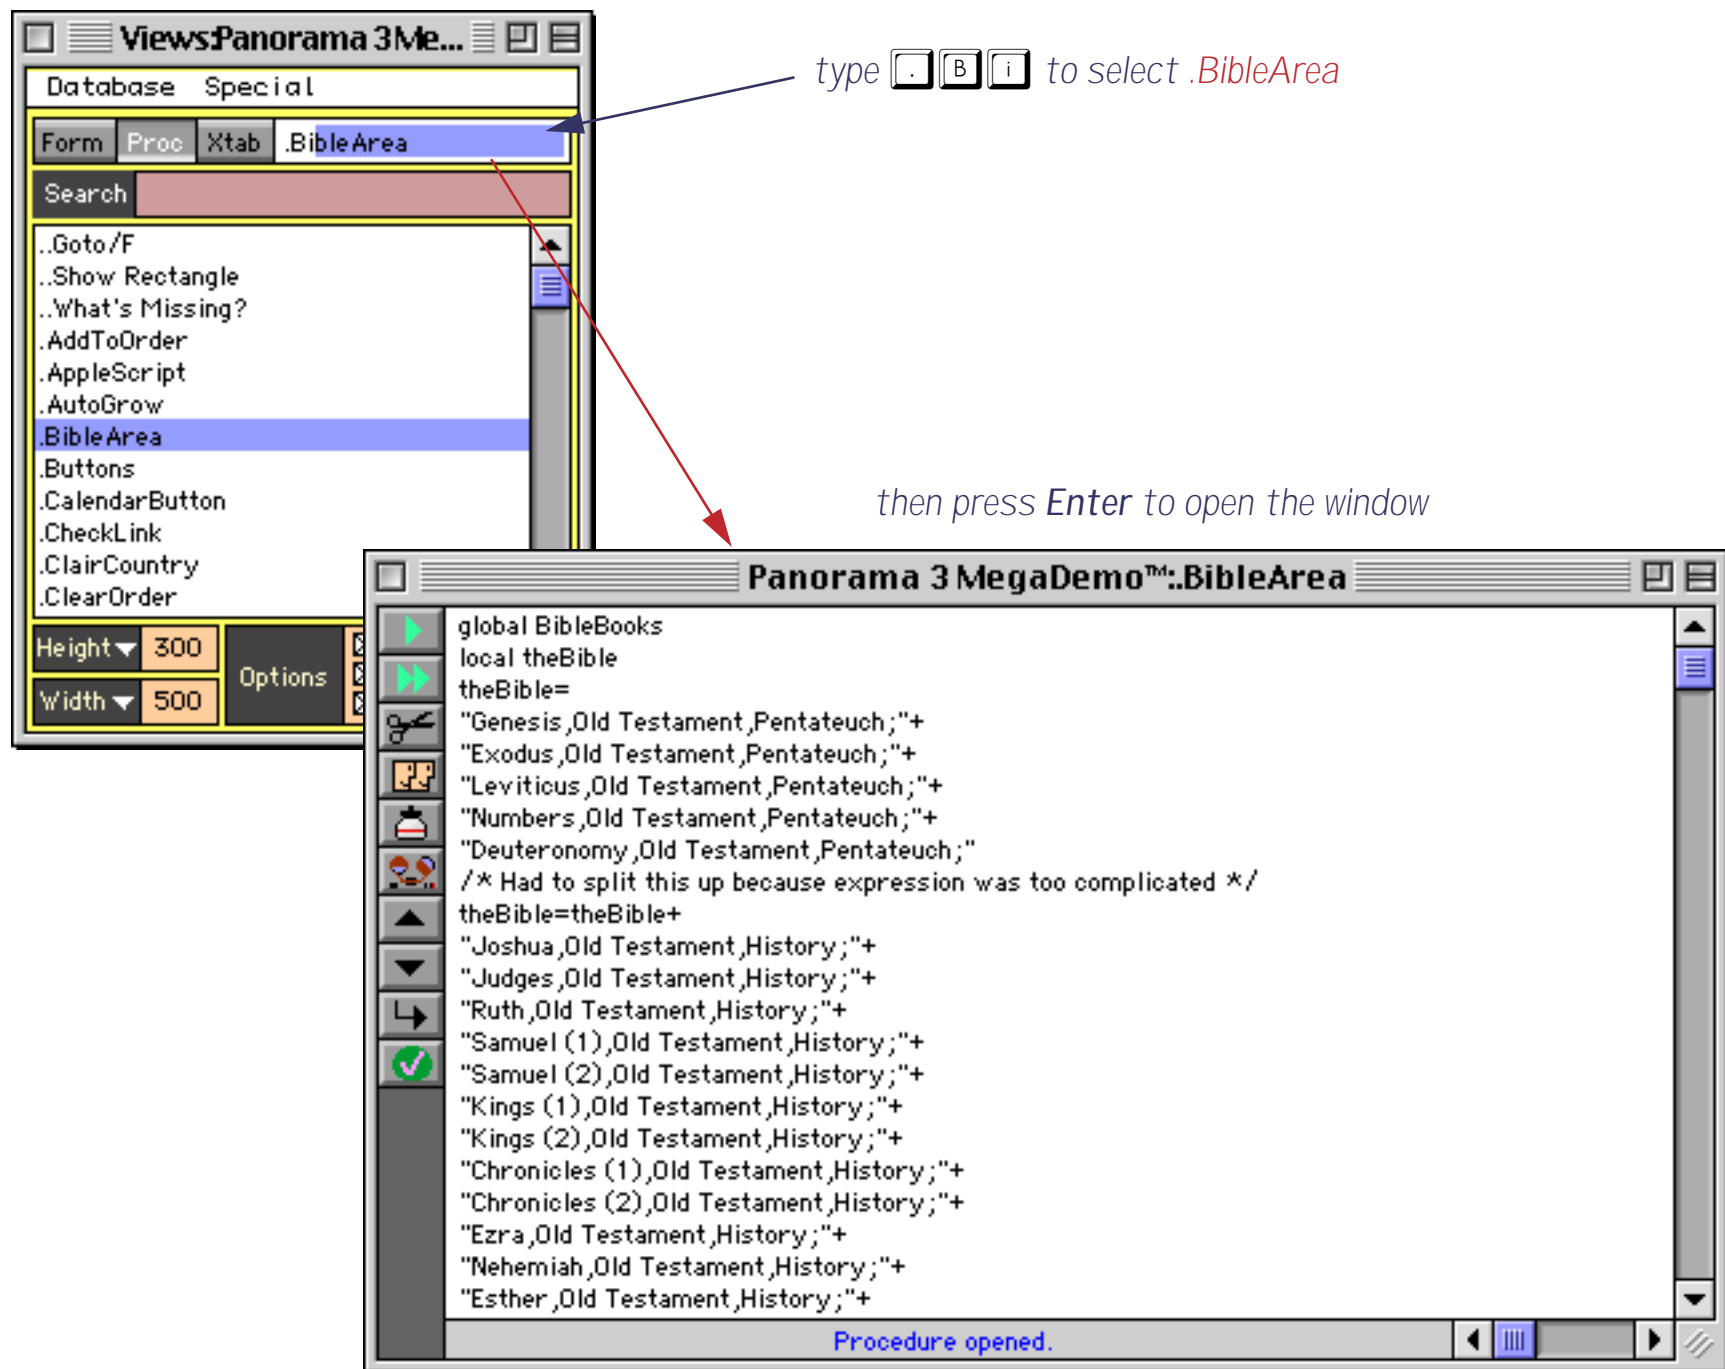 Views:Panorama 3 Me...
Database Special
Form Proc Xtab .BibleArea
Search
..Goto/F
..Show Rectangle
..What's Missing?
.AddToOrder
.AppleScript
.AutoGrow
.BibleArea
.Buttons
.CalendarButton
.CheckLink
.ClairCountry
.ClearOrder
Height 300
Width 500
Options
type . B i to select .BibleArea
then press Enter to open the window
Panorama 3 MegaDemo™:.BibleArea
global BibleBooks
local theBible
theBible=
"Genesis,Old Testament,Pentateuch;"+
"Exodus,Old Testament,Pentateuch;"+
"Leviticus,Old Testament,Pentateuch;"+
"Numbers,Old Testament,Pentateuch;"+
"Deuteronomy,Old Testament,Pentateuch;"
/* Had to split this up because expression was too complicated */
theBible=theBible+
"Joshua,Old Testament,History;"+
"Judges,Old Testament,History;"+
"Ruth,Old Testament,History;"+
"Samuel (1),Old Testament,History;"+
"Samuel (2),Old Testament,History;"+
"Kings (1),Old Testament,History;"+
"Kings (2),Old Testament,History;"+
"Chronicles (1),Old Testament,History;"+
"Chronicles (2),Old Testament,History;"+
"Ezra,Old Testament,History;"+
"Nehemiah,Old Testament,History;"+
"Esther,Old Testament,History;"+
Procedure opened.